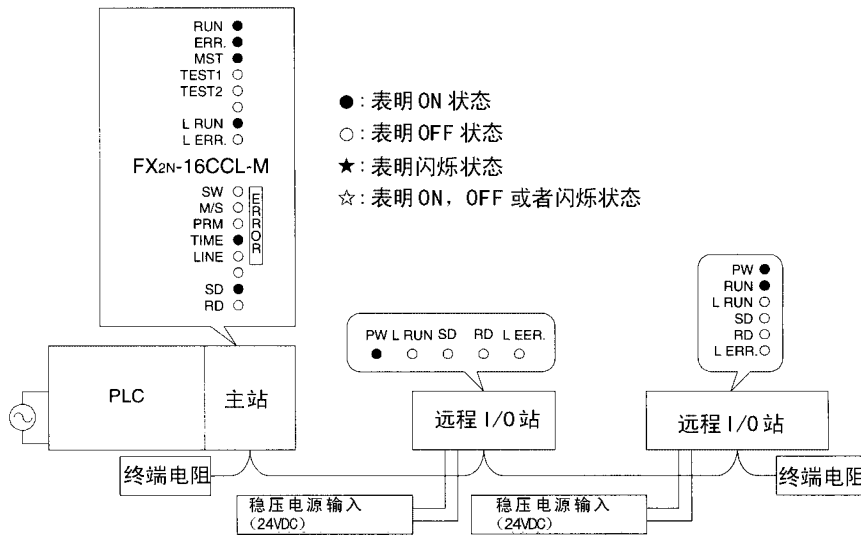 RUN ●
ERR. ●
MST ●
TEST1 ○
TEST2 ○
○
L RUN ●
L ERR. ○
FX2N-16CCL-M
SW ○
M/S ○
PRM ○
TIME ●
LINE ○
○
ERROR
SD ●
RD ○
●：表明 ON 状态
○：表明 OFF 状态
★：表明闪烁状态
☆：表明 ON，OFF 或者闪烁状态
PW L RUN SD RD L EER.
● ○ ○ ○ ○
PW ●
RUN ●
L RUN ○
SD ○
RD ○
L ERR. ○
PLC
主站
远程 I/O 站
远程 I/O 站
终端电阻
终端电阻
稳压电源输入
（24VDC）
稳压电源输入
（24VDC）